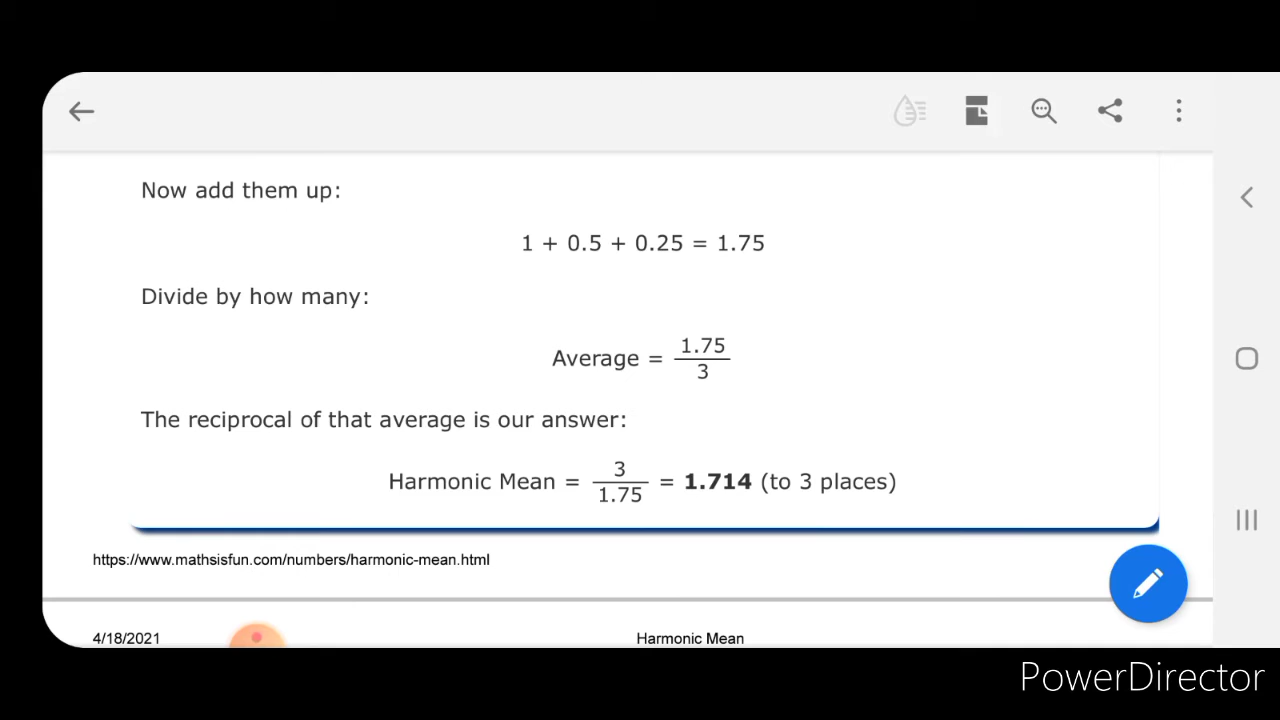 Now add them up:
1 + 0.5 + 0.25 = 1.75
Divide by how many:
Average = 1.75/3
The reciprocal of that average is our answer:
Harmonic Mean = 3/1.75 = 1.714 (to 3 places)
https://www.mathsisfun.com/numbers/harmonic-mean.html
4/18/2021 Harmonic Mean
PowerDirector